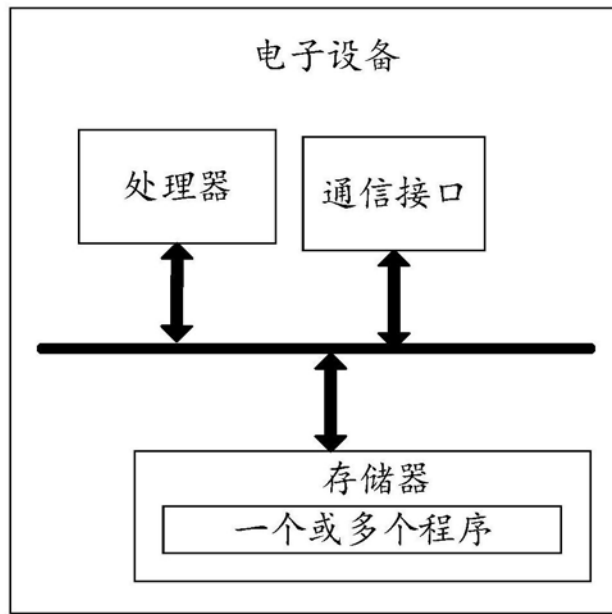 电子设备
处理器
通信接口
存储器
一个或多个程序